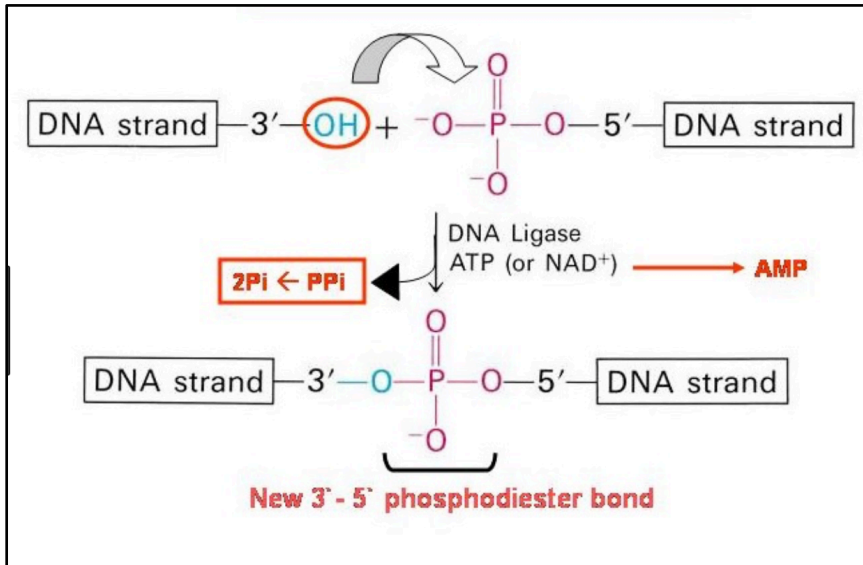 O
DNA strand 3′ OH + ⁻O P O 5′ DNA strand
⁻O
DNA Ligase
ATP (or NAD⁺) AMP
2Pi ← PPi
O
DNA strand 3′ O P O 5′ DNA strand
⁻O
New 3` - 5` phosphodiester bond